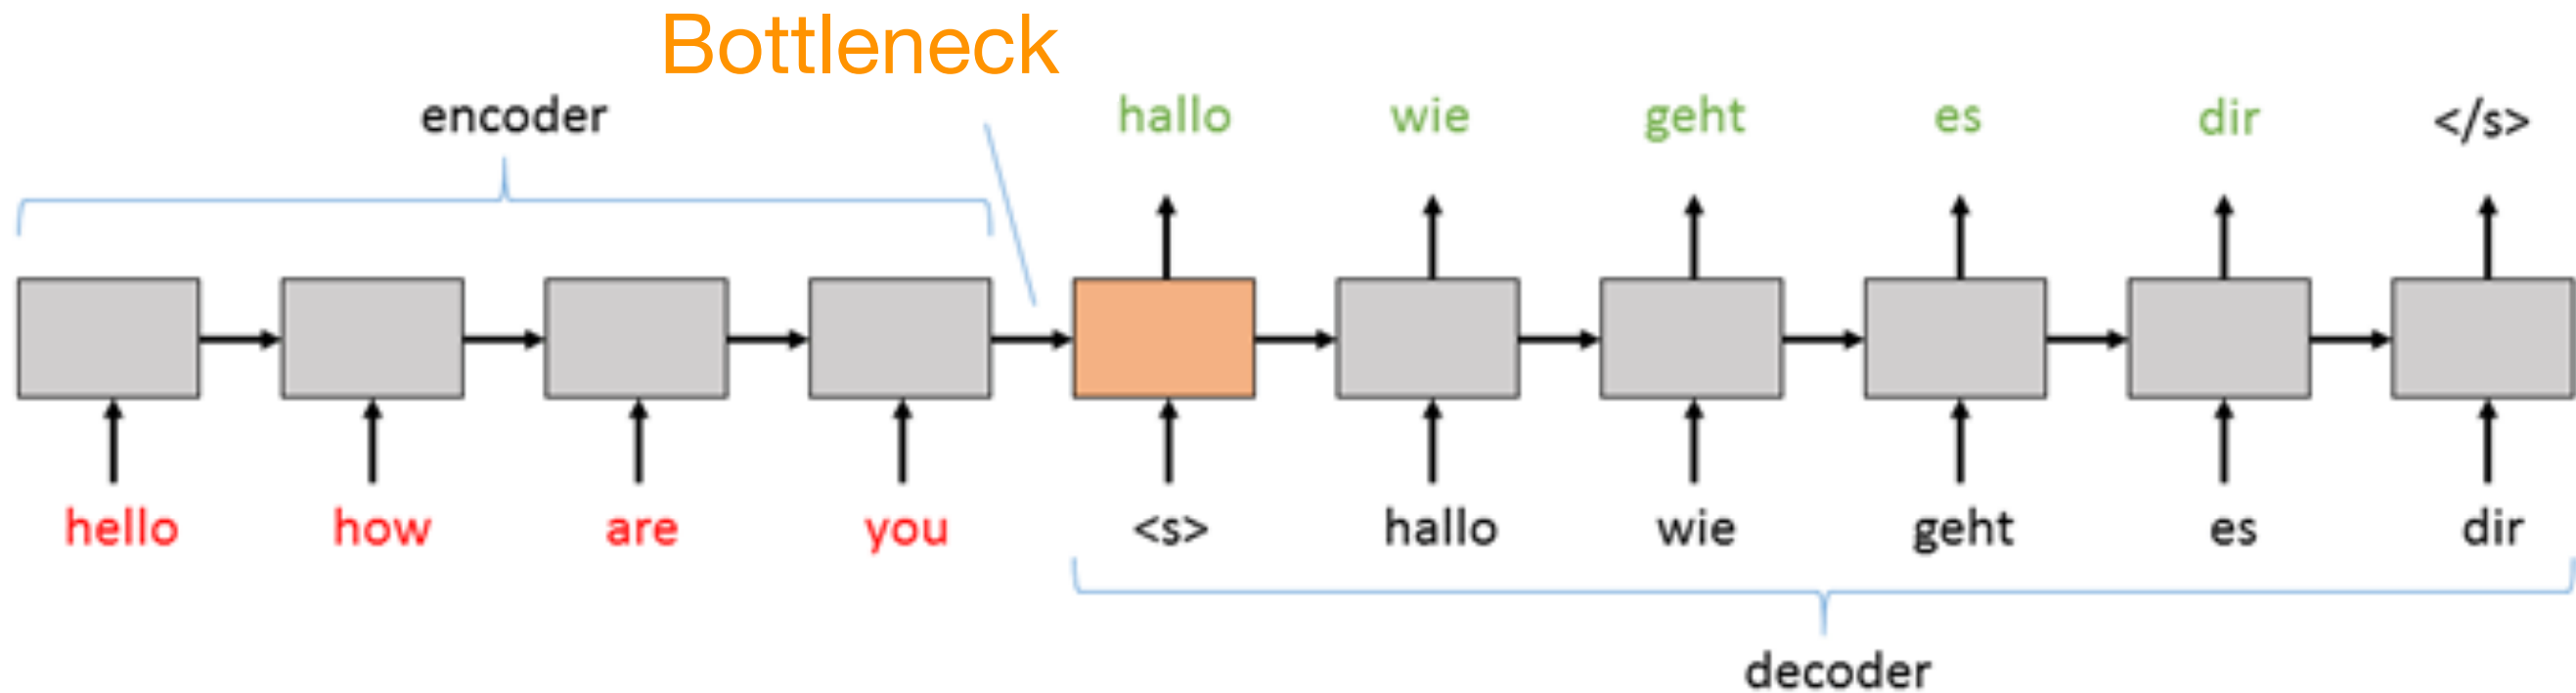 Bottleneck
encoder
hallo wie geht es dir </s>
hello how are you <s> hallo wie geht es dir
decoder